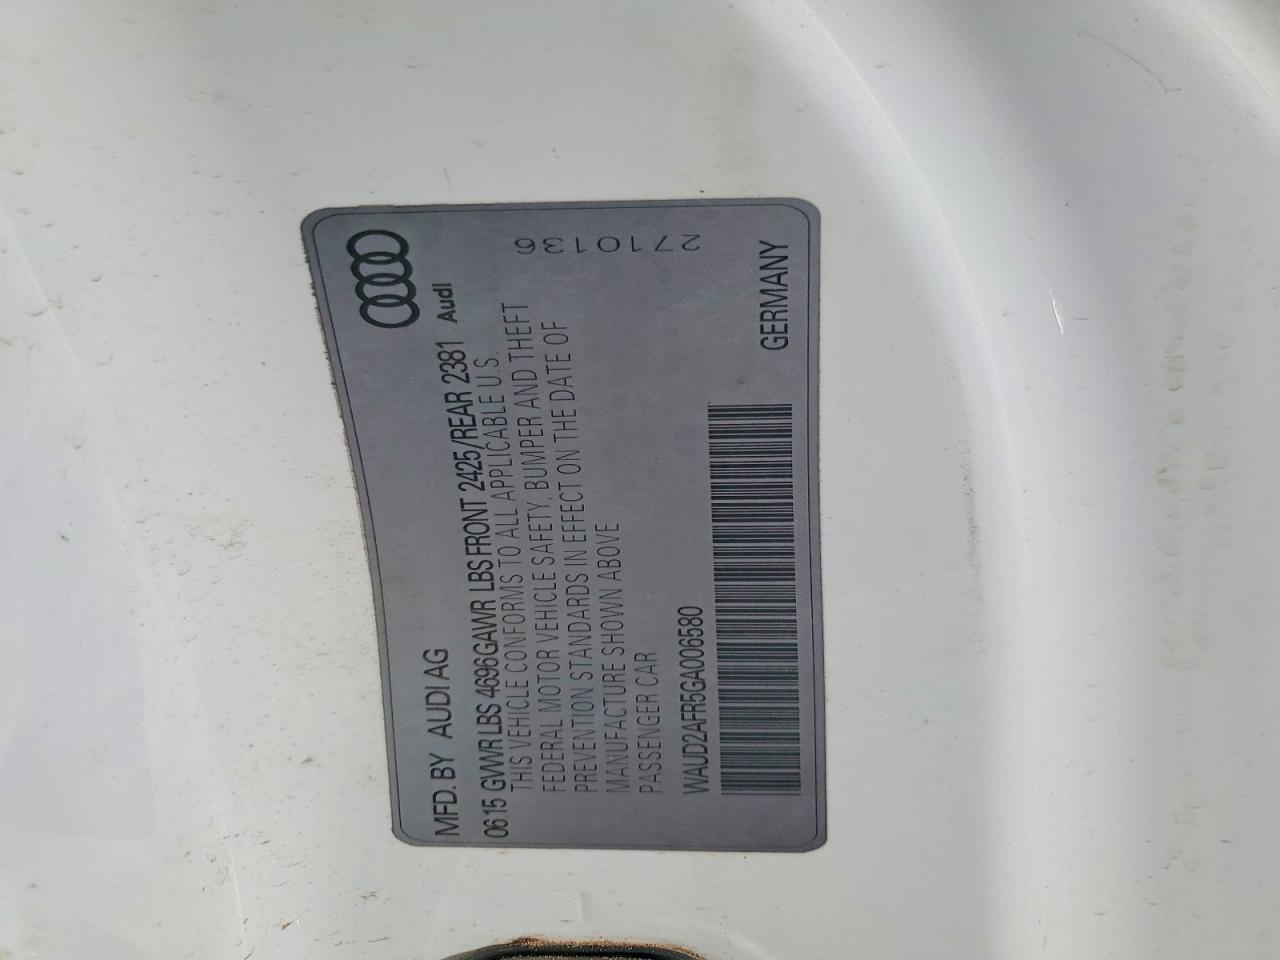 MFD. BY AUDI AG
Audi
0615 GVWR LBS 4696 GAWR LBS FRONT 2425/REAR 2381
THIS VEHICLE CONFORMS TO ALL APPLICABLE U.S.
FEDERAL MOTOR VEHICLE SAFETY, BUMPER AND THEFT
PREVENTION STANDARDS IN EFFECT ON THE DATE OF
MANUFACTURE SHOWN ABOVE
PASSENGER CAR
WAUD2AFR5GA006580
GERMANY
2710136